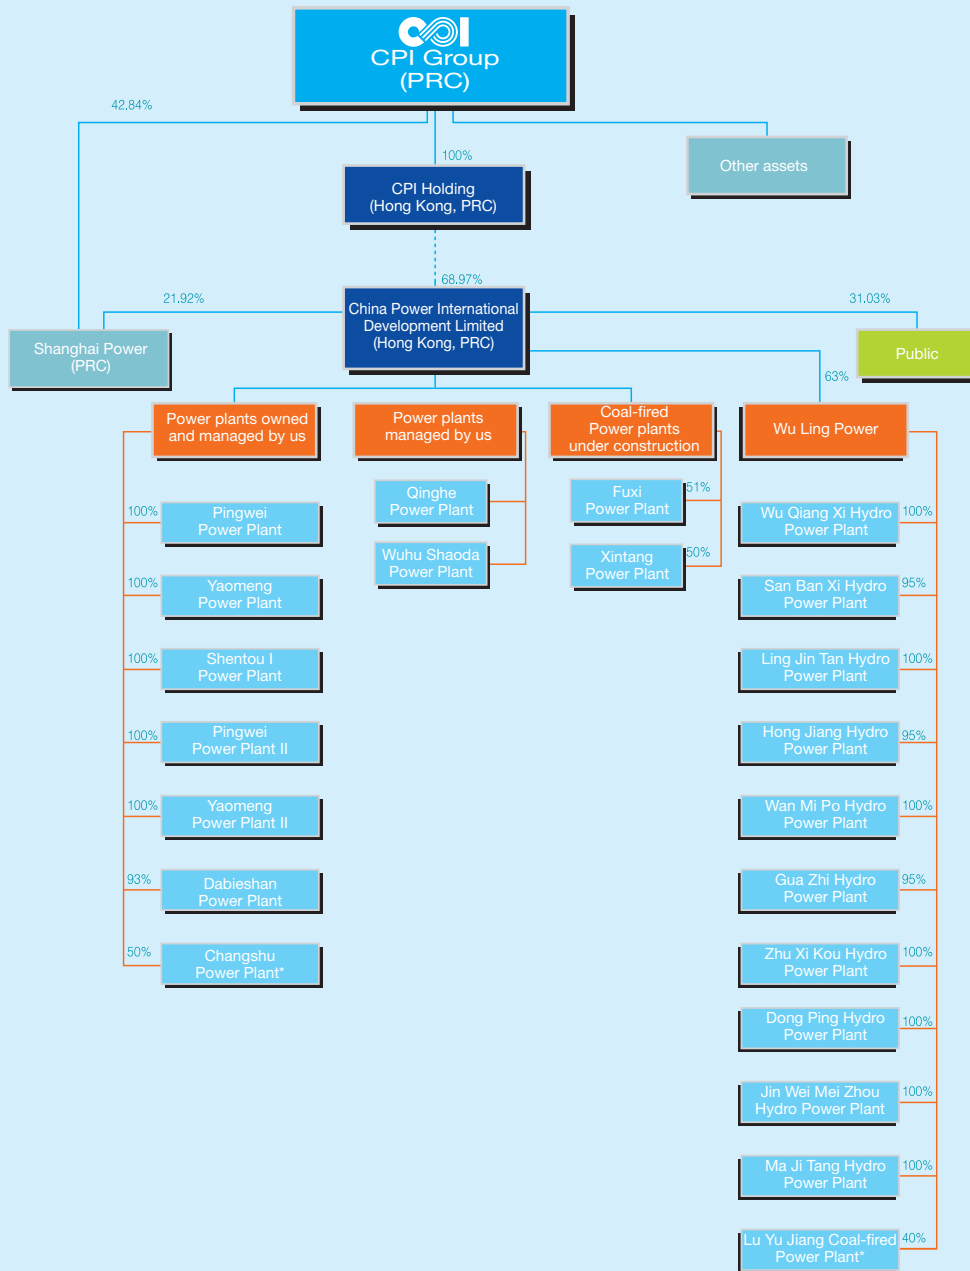 CPI
CPI Group
(PRC)
42.84%
100%
Other assets
CPI Holding
(Hong Kong, PRC)
68.97%
21.92%
31.03%
China Power International
Development Limited
(Hong Kong, PRC)
Shanghai Power
(PRC)
Public
63%
Power plants owned
and managed by us
Power plants
managed by us
Coal-fired
Power plants
under construction
Wu Ling Power
100%
Pingwei
Power Plant
100%
Yaomeng
Power Plant
100%
Shentou I
Power Plant
100%
Pingwei
Power Plant II
100%
Yaomeng
Power Plant II
93%
Dabieshan
Power Plant
50%
Changshu
Power Plant*
Qinghe
Power Plant
Wuhu Shaoda
Power Plant
Fuxi
Power Plant
51%
Xintang
Power Plant
50%
Wu Qiang Xi Hydro
Power Plant
100%
San Ban Xi Hydro
Power Plant
95%
Ling Jin Tan Hydro
Power Plant
100%
Hong Jiang Hydro
Power Plant
95%
Wan Mi Po Hydro
Power Plant
100%
Gua Zhi Hydro
Power Plant
95%
Zhu Xi Kou Hydro
Power Plant
100%
Dong Ping Hydro
Power Plant
100%
Jin Wei Mei Zhou
Hydro Power Plant
100%
Ma Ji Tang Hydro
Power Plant
100%
Lu Yu Jiang Coal-fired
Power Plant*
40%